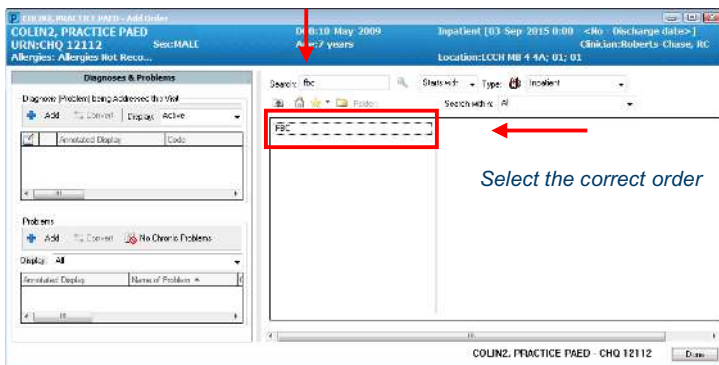 COLIN2, PRACTICE PAED - Add Order
COLIN2, PRACTICE PAED
DOB:10 May 2009
Inpatient [03 Sep 2015 0:00 <No - Discharge date>]
URN:CHQ 12112
Sex:MALE
Age:7 years
Clinician:Roberts-Chase, RC
Allergies: Allergies Not Reco...
Location:LCCH MB 4 4A; 01; 01
Diagnoses & Problems
Diagnosis (Problem) being Addressed this Visit
Add
Convert
Display: Active
Annotated Display
Code
Problems
Add
Convert
No Chronic Problems
Display: All
Annotated Display
Name of Problem
Search: fbc
Starts with
Type:
Inpatient
Folder:
Search within: All
FBC
Select the correct order
COLIN2, PRACTICE PAED - CHQ 12112
Done